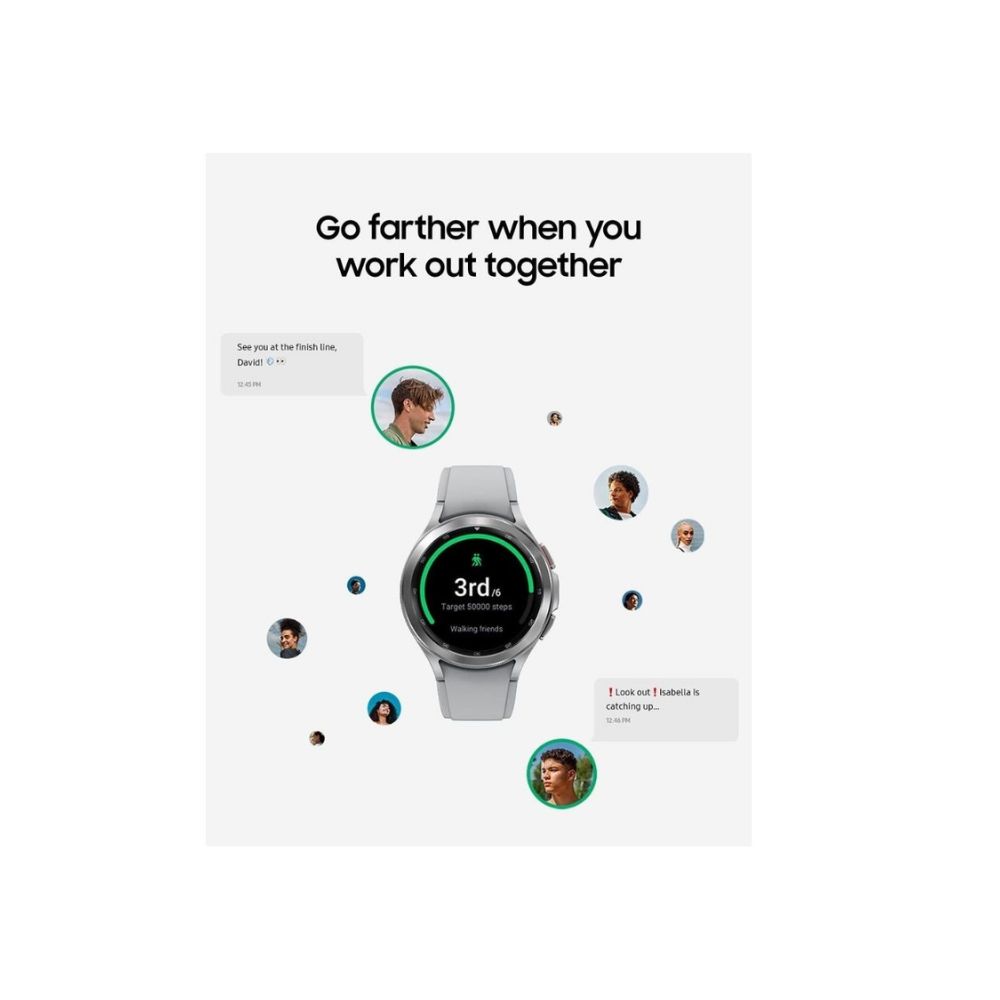 Go farther when you
work out together
See you at the finish line,
David! 👀
12:45 PM
3rd/6
Target 50000 steps
Walking friends
❗Look out❗Isabella is
catching up...
12:46 PM